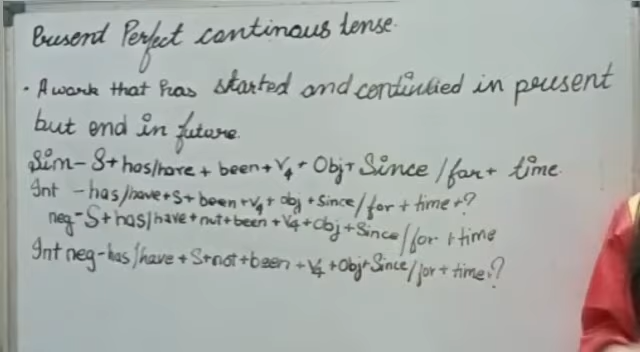 Present Perfect continous tense.
• A work that has started and continued in present
but end in future.
Sim - S + has/have + been + V4 + Obj + Since / for + time.
Int - has/have + S + been + V4 + obj + Since / for + time + ?
neg - S + has/have + not + been + V4 + Obj + Since / for + time
Int neg - has/have + S + not + been + V4 + Obj + Since / for + time . ?